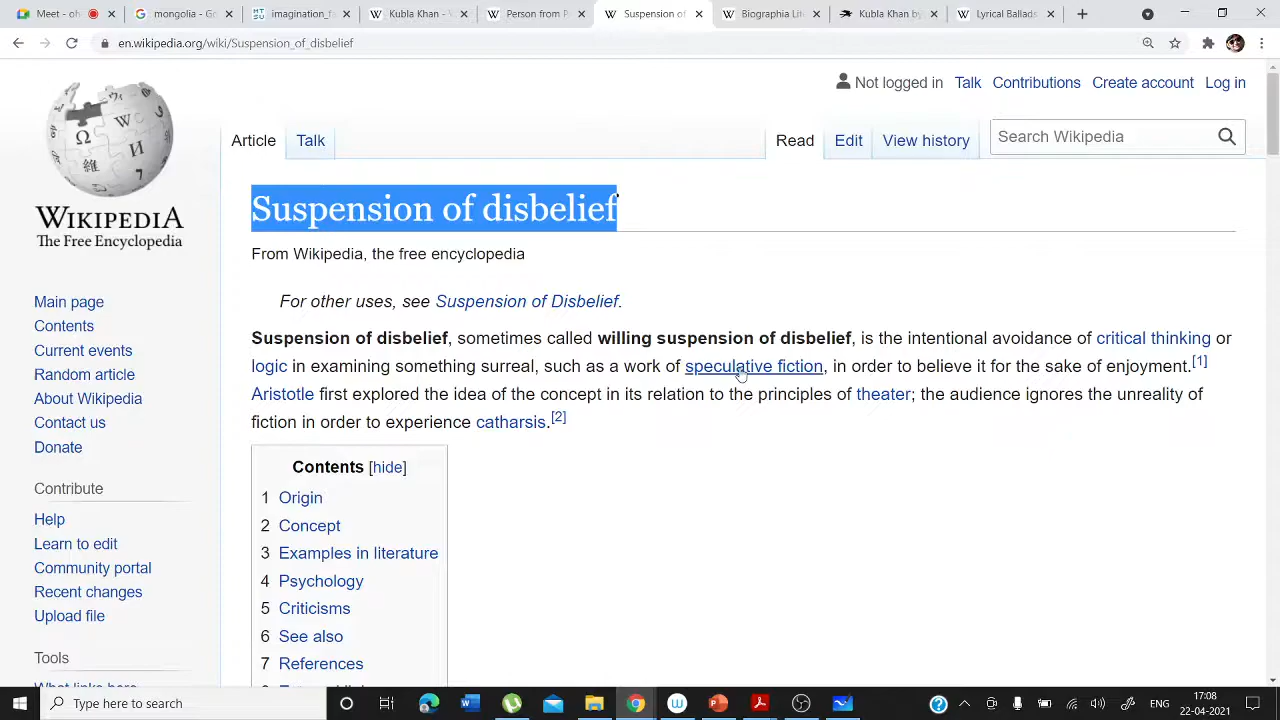 Meet - oh
mongolia - Go
imagination_f
Kubla Khan - 
Person from P
Suspension of
Biographia Lite
Kubla Khan by
Lyrical Ballads
en.wikipedia.org/wiki/Suspension_of_disbelief
Not logged in Talk Contributions Create account Log in
Article Talk Read Edit View history Search Wikipedia
WIKIPEDIA
The Free Encyclopedia
Suspension of disbelief
From Wikipedia, the free encyclopedia
For other uses, see Suspension of Disbelief.
Suspension of disbelief, sometimes called willing suspension of disbelief, is the intentional avoidance of critical thinking or
logic in examining something surreal, such as a work of speculative fiction, in order to believe it for the sake of enjoyment.[1]
Aristotle first explored the idea of the concept in its relation to the principles of theater; the audience ignores the unreality of
fiction in order to experience catharsis.[2]
Contents [hide]
1 Origin
2 Concept
3 Examples in literature
4 Psychology
5 Criticisms
6 See also
7 References
Main page
Contents
Current events
Random article
About Wikipedia
Contact us
Donate
Contribute
Help
Learn to edit
Community portal
Recent changes
Upload file
Tools
What links here
Type here to search
ENG
17:08
22-04-2021